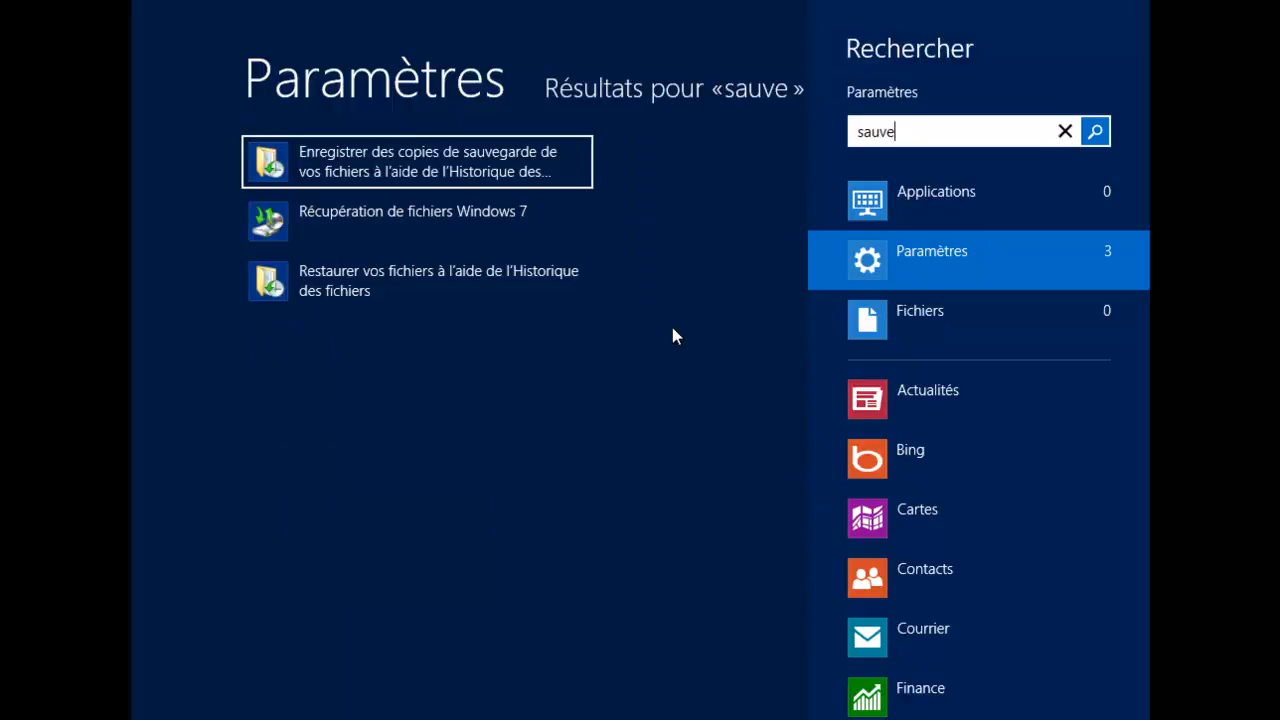 Paramètres
Résultats pour «sauve »
Enregistrer des copies de sauvegarde de
vos fichiers à l'aide de l'Historique des...
Récupération de fichiers Windows 7
Restaurer vos fichiers à l'aide de l'Historique
des fichiers
Rechercher
Paramètres
sauve
Applications 0
Paramètres 3
Fichiers 0
Actualités
Bing
Cartes
Contacts
Courrier
Finance